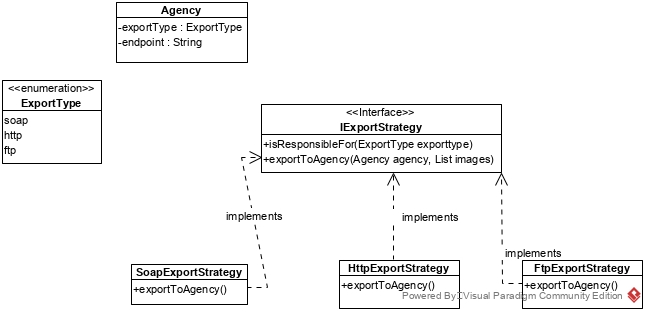 Agency
-exportType : ExportType
-endpoint : String
<<enumeration>>
ExportType
soap
http
ftp
<<Interface>>
IExportStrategy
+isResponsibleFor(ExportType exporttype)
+exportToAgency(Agency agency, List images)
implements
implements
implements
SoapExportStrategy
+exportToAgency()
HttpExportStrategy
+exportToAgency()
FtpExportStrategy
+exportToAgency()
Powered By Visual Paradigm Community Edition